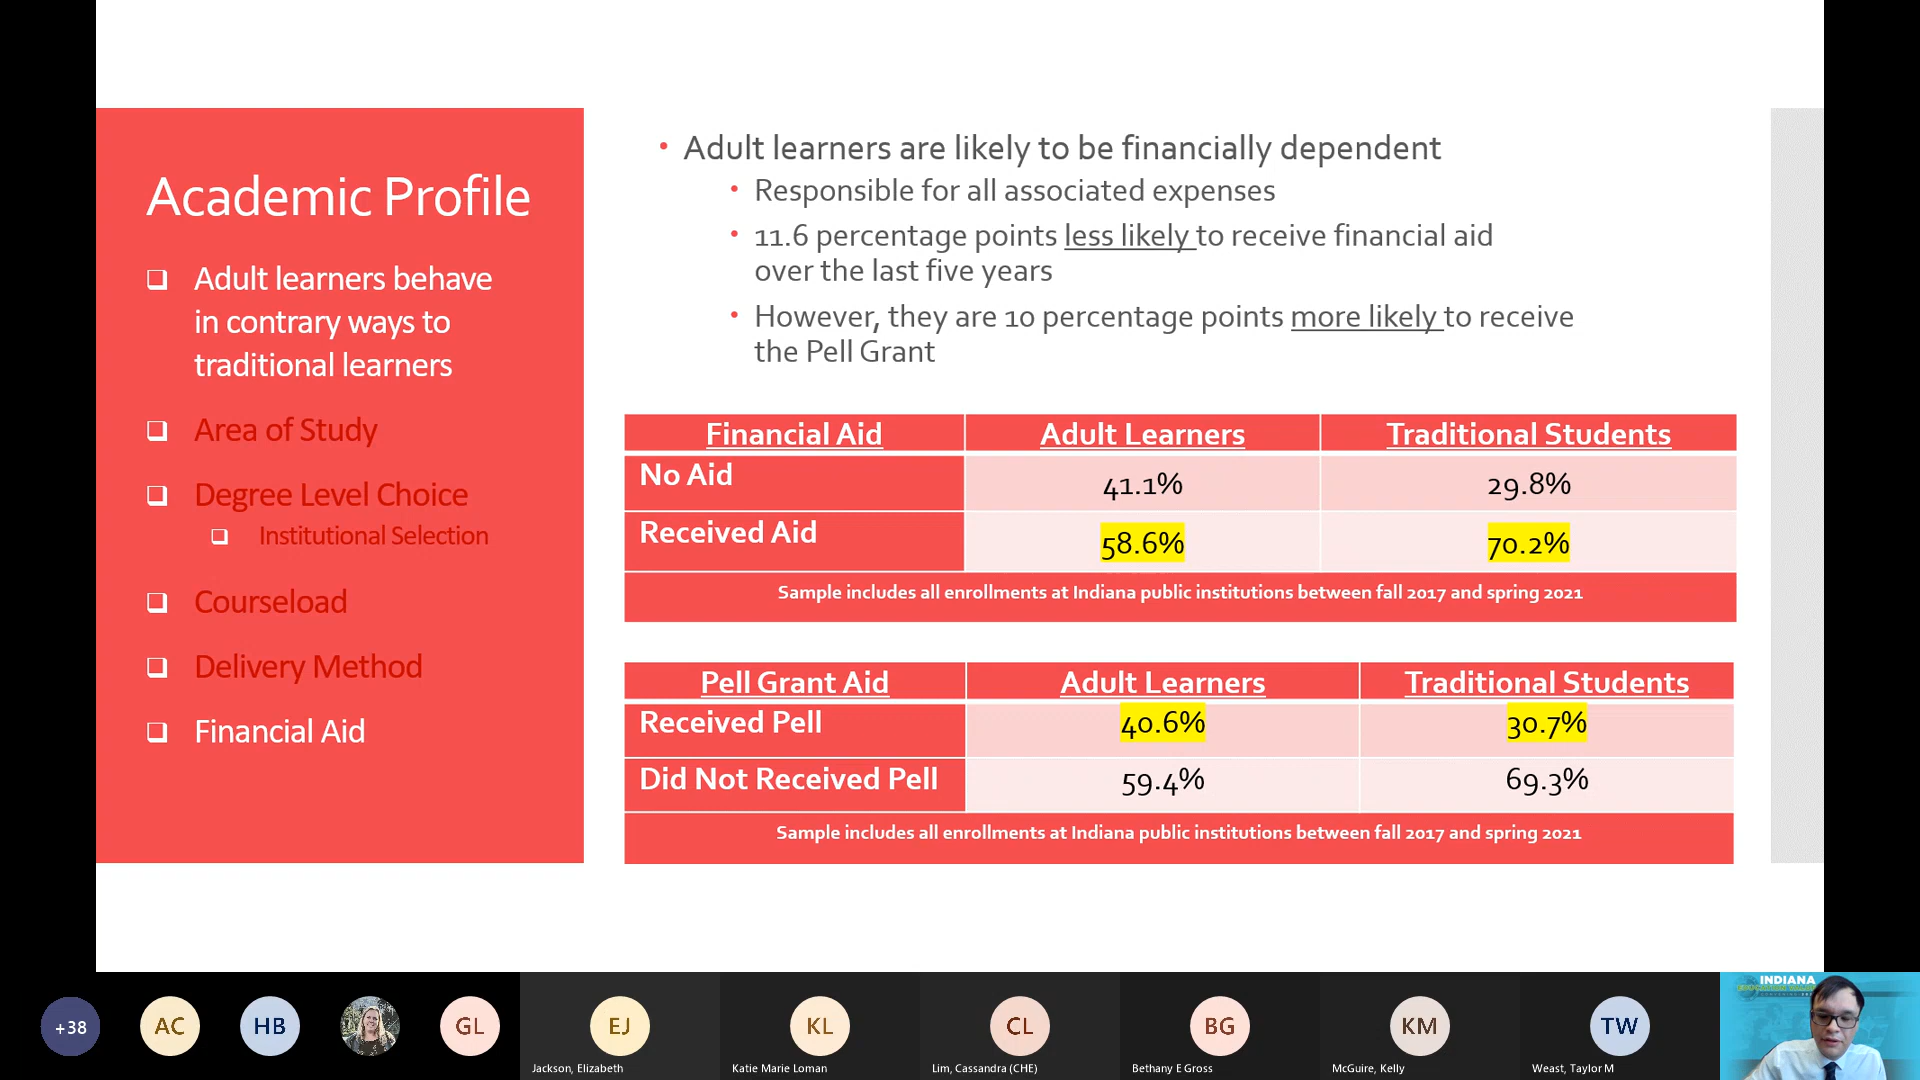 Academic Profile
Adult learners behave
in contrary ways to
traditional learners
Area of Study
Degree Level Choice
Institutional Selection
Courseload
Delivery Method
Financial Aid
• Adult learners are likely to be financially dependent
• Responsible for all associated expenses
• 11.6 percentage points less likely to receive financial aid
over the last five years
• However, they are 10 percentage points more likely to receive
the Pell Grant
Financial Aid Adult Learners Traditional Students
No Aid 41.1% 29.8%
Received Aid 58.6% 70.2%
Sample includes all enrollments at Indiana public institutions between fall 2017 and spring 2021
Pell Grant Aid Adult Learners Traditional Students
Received Pell 40.6% 30.7%
Did Not Received Pell 59.4% 69.3%
Sample includes all enrollments at Indiana public institutions between fall 2017 and spring 2021
+38 AC HB GL EJ KL CL BG KM TW
Jackson, Elizabeth Katie Marie Loman Lim, Cassandra (CHE) Bethany E Gross McGuire, Kelly Weast, Taylor M
INDIANA